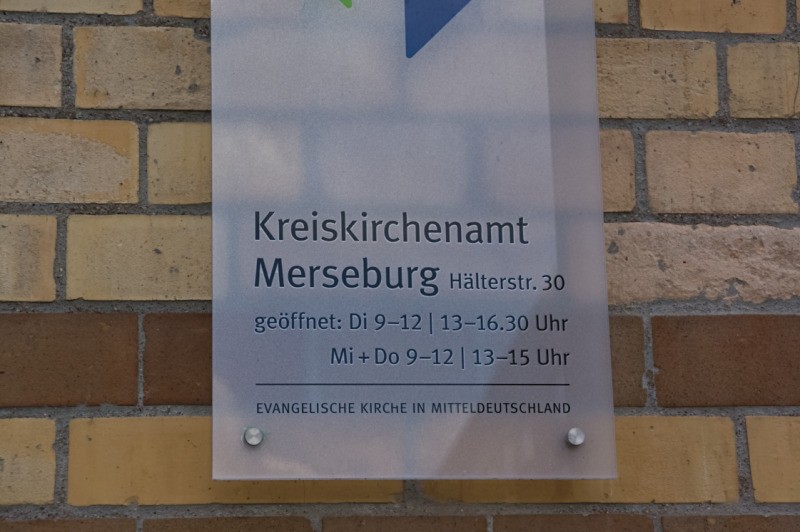 Kreiskirchenamt
Merseburg Hälterstr. 30
geöffnet: Di 9–12 | 13–16.30 Uhr
Mi + Do 9–12 | 13–15 Uhr
EVANGELISCHE KIRCHE IN MITTELDEUTSCHLAND